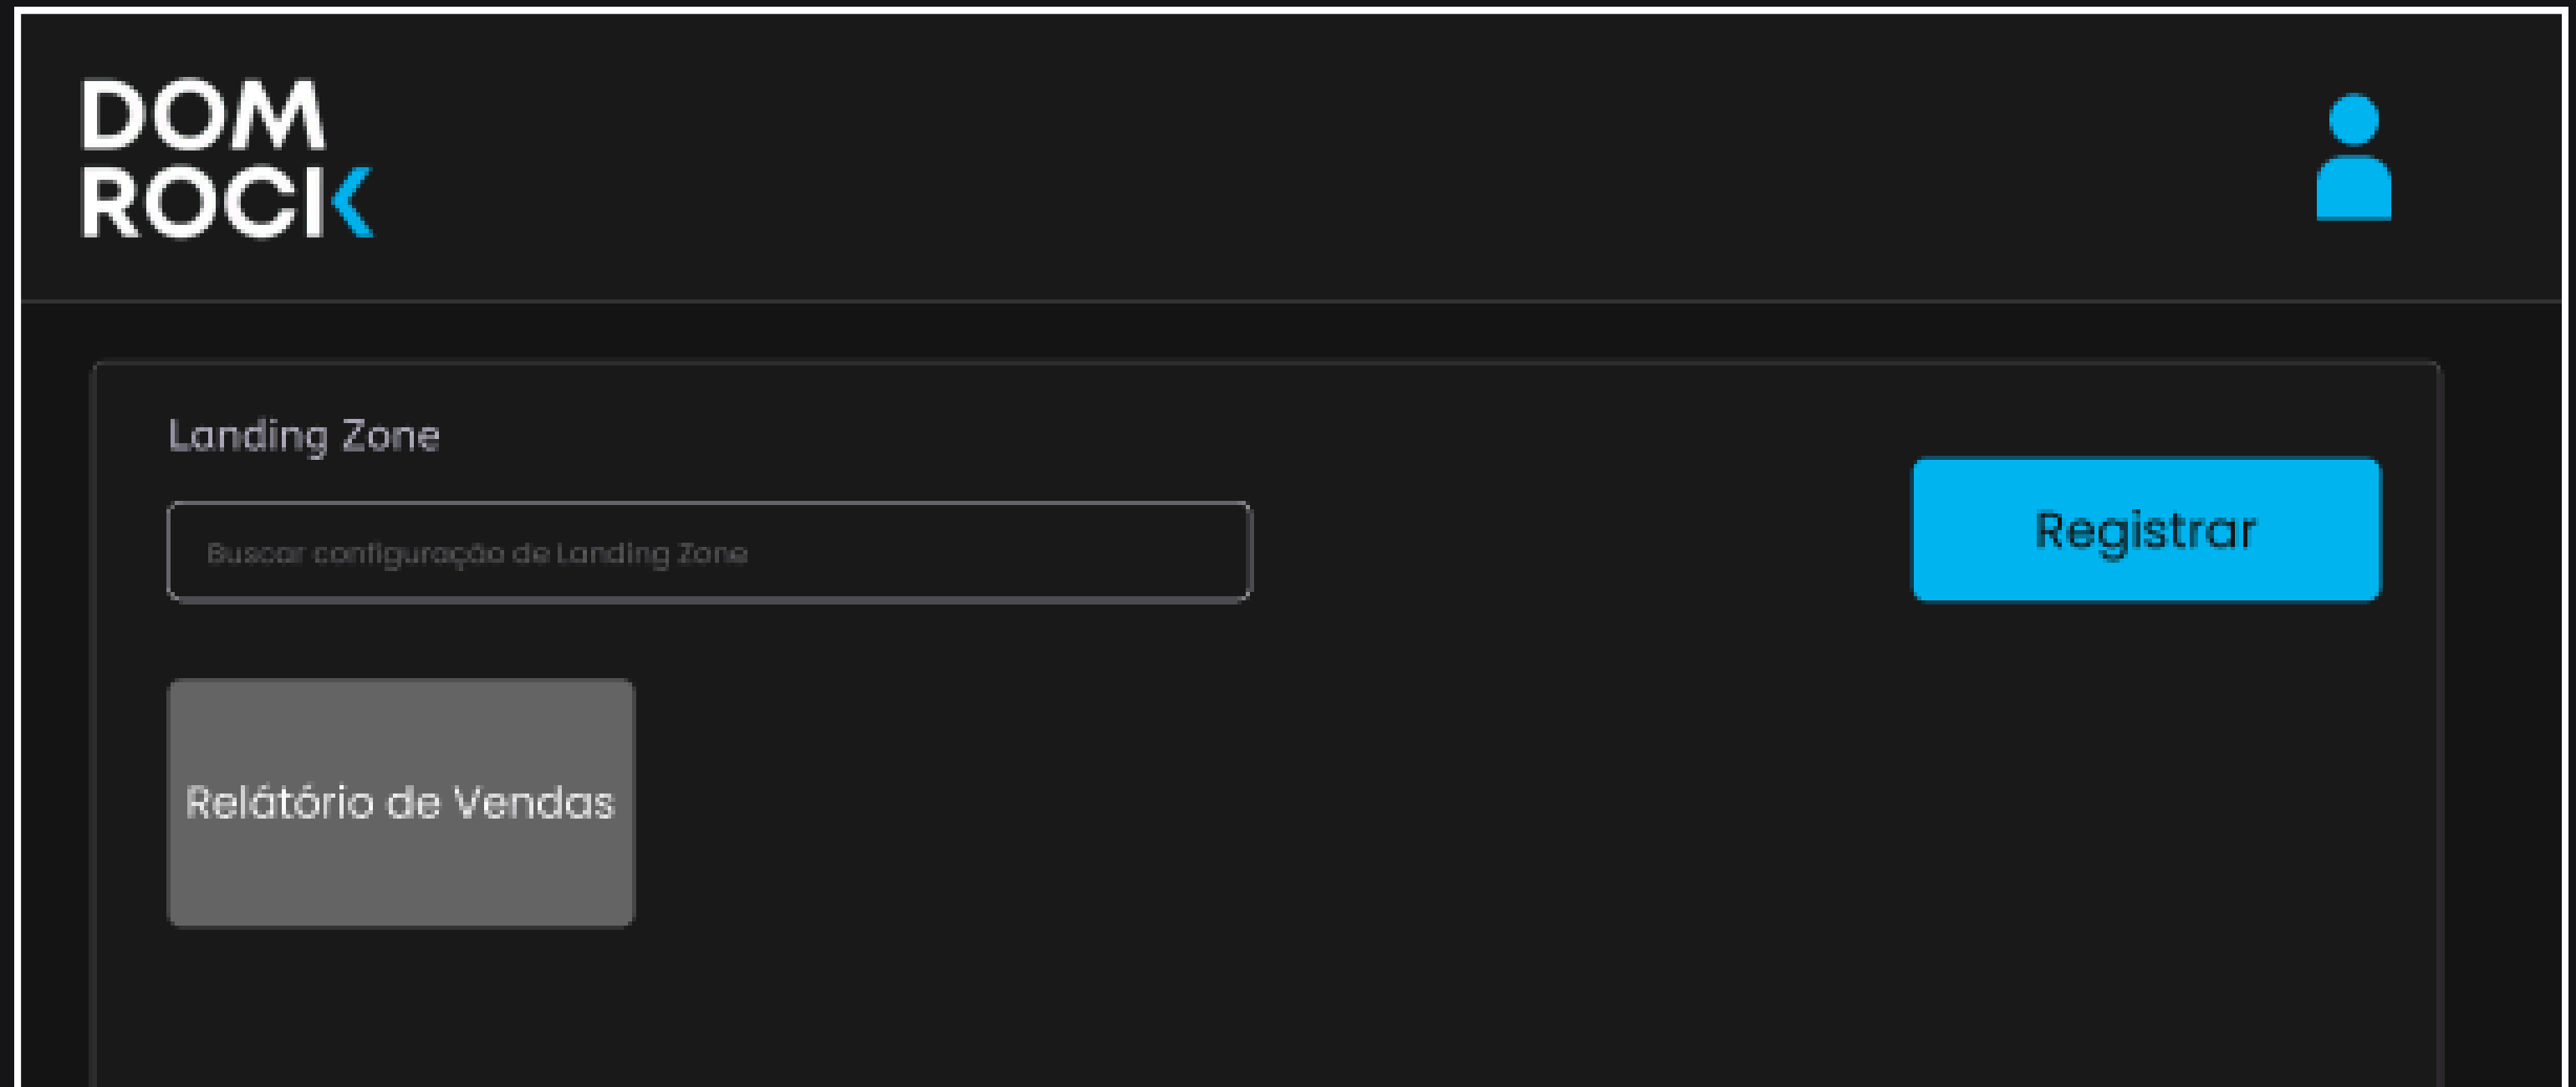 DOM
ROCK
Landing Zone
Registrar
Buscar configuração de Landing Zone
Relátório de Vendas